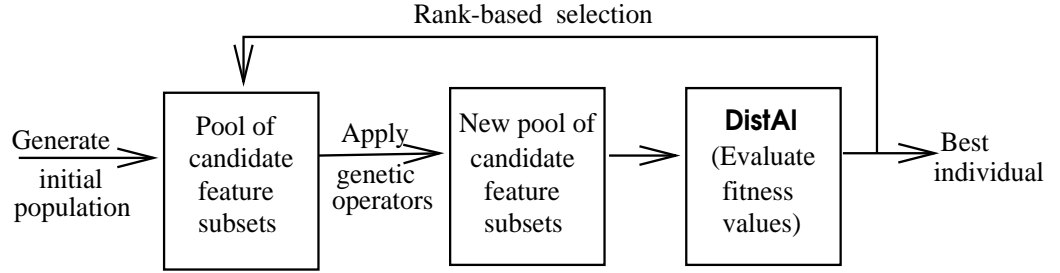 Rank-based selection
Generate
initial
population
Pool of
candidate
feature
subsets
Apply
genetic
operators
New pool of
candidate
feature
subsets
DistAl
(Evaluate
fitness
values)
Best
individual